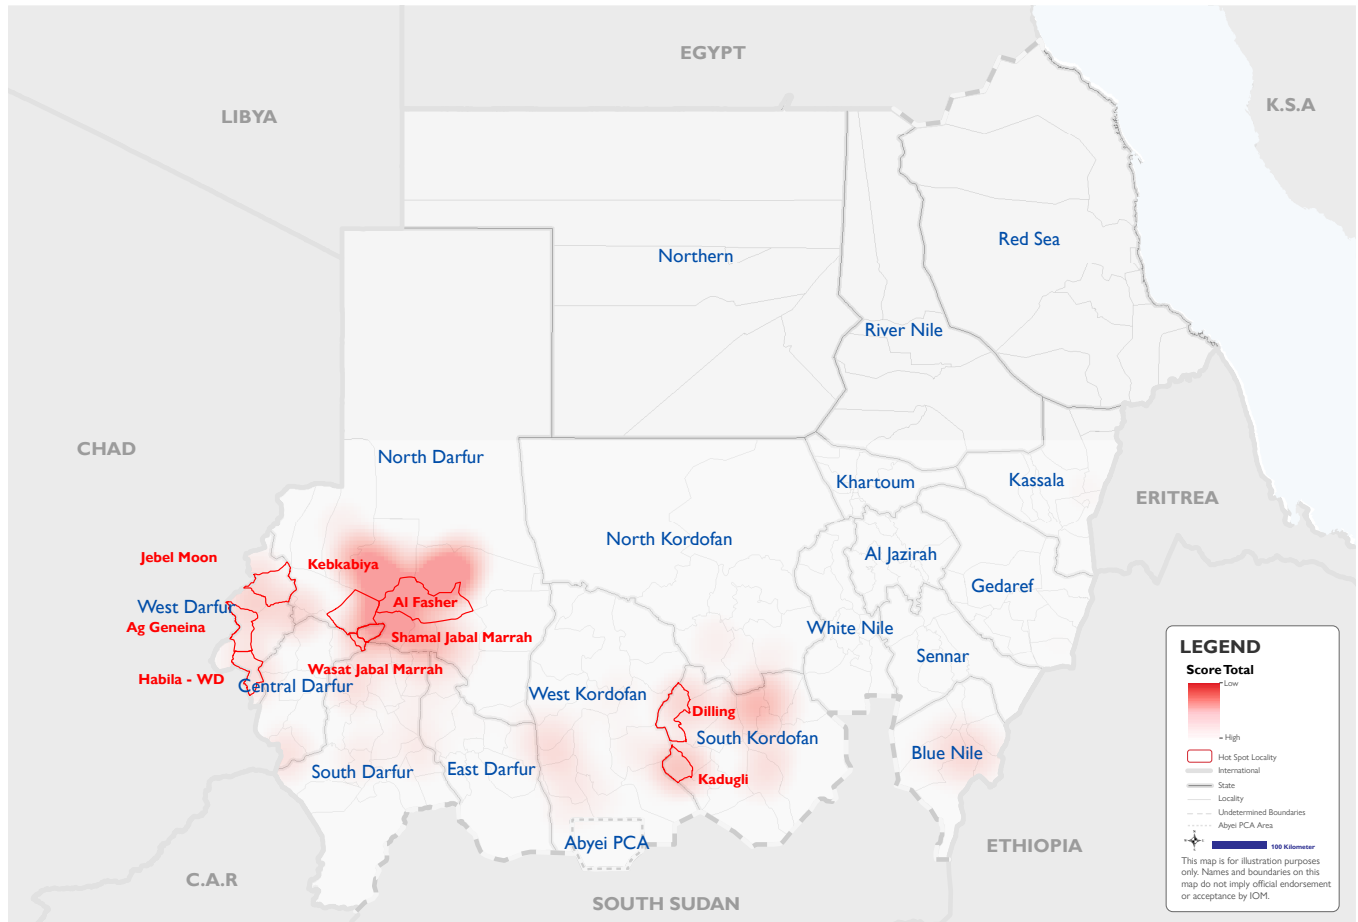 EGYPT
LIBYA
K.S.A
Red Sea
Northern
River Nile
CHAD
North Darfur
Khartoum
Kassala
ERITREA
North Kordofan
Al Jazirah
Jebel Moon
Kebkabiya
Gedaref
West Darfur
Al Fasher
Ag Geneina
White Nile
Shamal Jabal Marrah
Sennar
Wasat Jabal Marrah
Habila - WD
Central Darfur
West Kordofan
Dilling
South Kordofan
Blue Nile
South Darfur
East Darfur
Kadugli
Abyei PCA
ETHIOPIA
C.A.R
SOUTH SUDAN
LEGEND
Score Total
Low
High
Hot Spot Locality
International
State
Locality
Undetermined Boundaries
Abyei PCA Area
100 Kilometer
This map is for illustration purposes
only. Names and boundaries on this
map do not imply official endorsement
or acceptance by IOM.